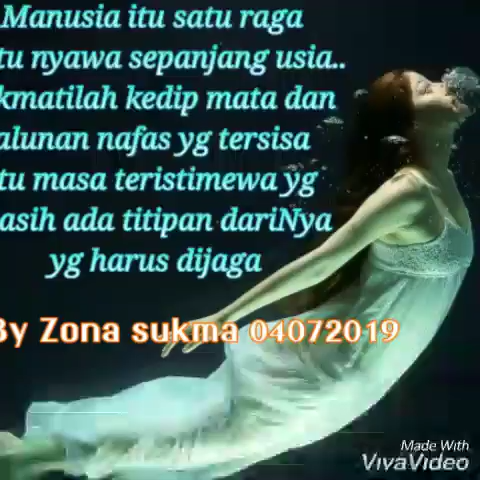 Manusia itu satu raga
tu nyawa sepanjang usia..
kmatilah kedip mata dan
alunan nafas yg tersisa
tu masa teristimewa yg
asih ada titipan dariNya
yg harus dijaga
By Zona sukma 04072019
Made With
VivaVideo